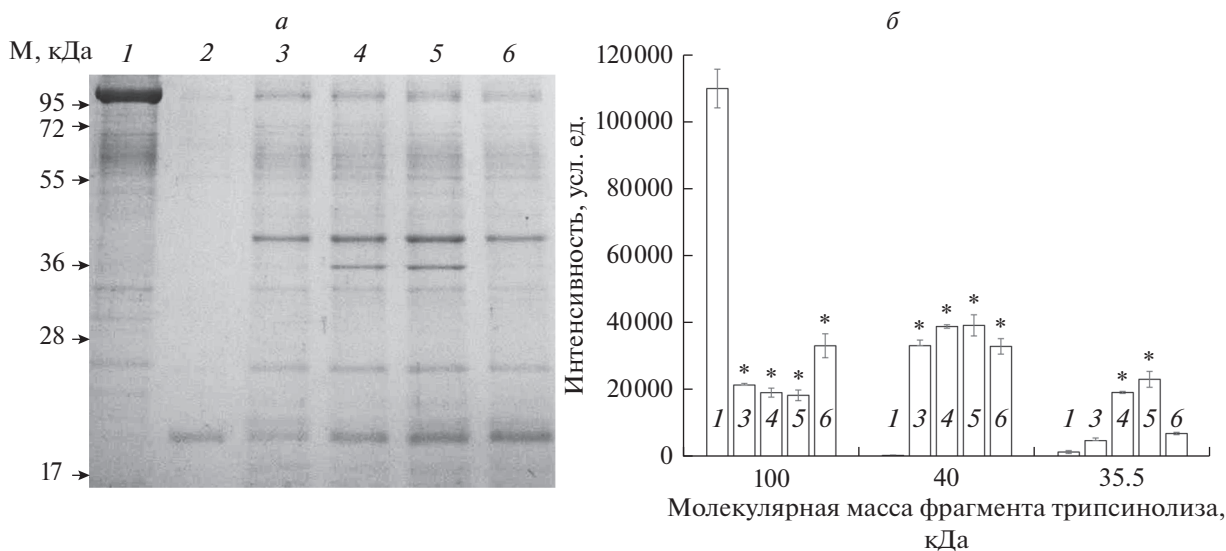 а
М, кДа 1 2 3 4 5 6
95
72
55
36
28
17
б
Интенсивность, усл. ед.
120000
100000
80000
60000
40000
20000
0
* * * *
* * * *
* *
1 3 4 5 6
1 3 4 5 6
1 3 4 5 6
100 40 35.5
Молекулярная масса фрагмента трипсинолиза,
кДа